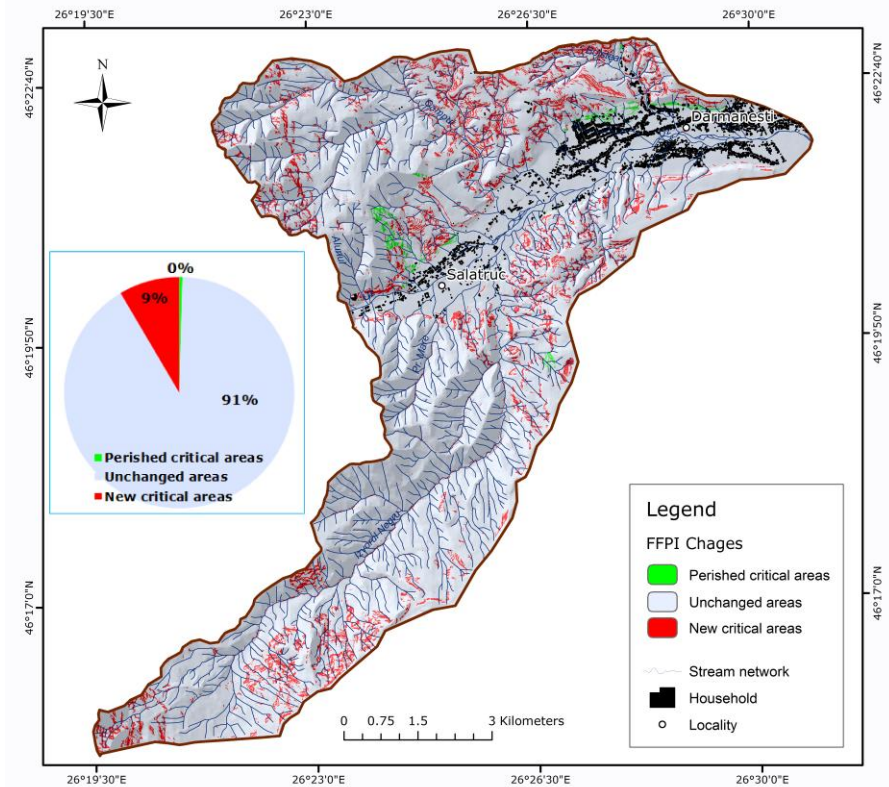 26°19'30"E 26°23'0"E 26°26'30"E 26°30'0"E
N
46°22'40"N
46°22'40"N
Darmanesti
Salatruc
0%
9%
91%
Perished critical areas
Unchanged areas
New critical areas
46°19'50"N
46°19'50"N
46°17'0"N
46°17'0"N
Legend
FFPI Chages
Perished critical areas
Unchanged areas
New critical areas
Stream network
Household
Locality
0 0.75 1.5 3 Kilometers
26°19'30"E 26°23'0"E 26°26'30"E 26°30'0"E